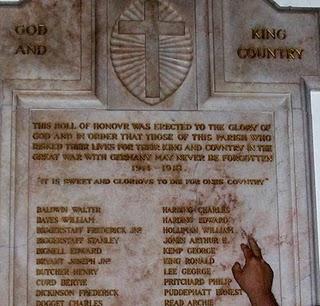 GOD
AND
KING
COUNTRY
THIS ROLL OF HONOUR WAS ERECTED TO THE GLORY OF
GOD AND IN ORDER THAT THOSE OF THIS PARISH WHO
RISKED THEIR LIVES FOR THEIR KING AND COUNTRY IN THE
GREAT WAR WITH GERMANY MAY NEVER BE FORGOTTEN
1914-1918.
"IT IS SWEET AND GLORIOUS TO DIE FOR ONES COUNTRY"
BALDWIN WALTER
BATES WILLIAM
BIGGERSTAFF FREDERICK JNR
BIGGERSTAFF STANLEY
BIGNELL EDWARD
BRYANT JOSEPH JNR
BUTCHER HENRY
CURD BERTIE
DICKINSON FREDERICK
DOGGET CHARLES
HARDING CHARLES
HARDING EDWARD
HOLLIMAN WILLIAM
JONES ARTHUR H.
KEMP GEORGE
KING RONALD
LEE GEORGE
PRITCHARD PHILIP
PUDDEPHATT ERNEST
READ ARCHIE